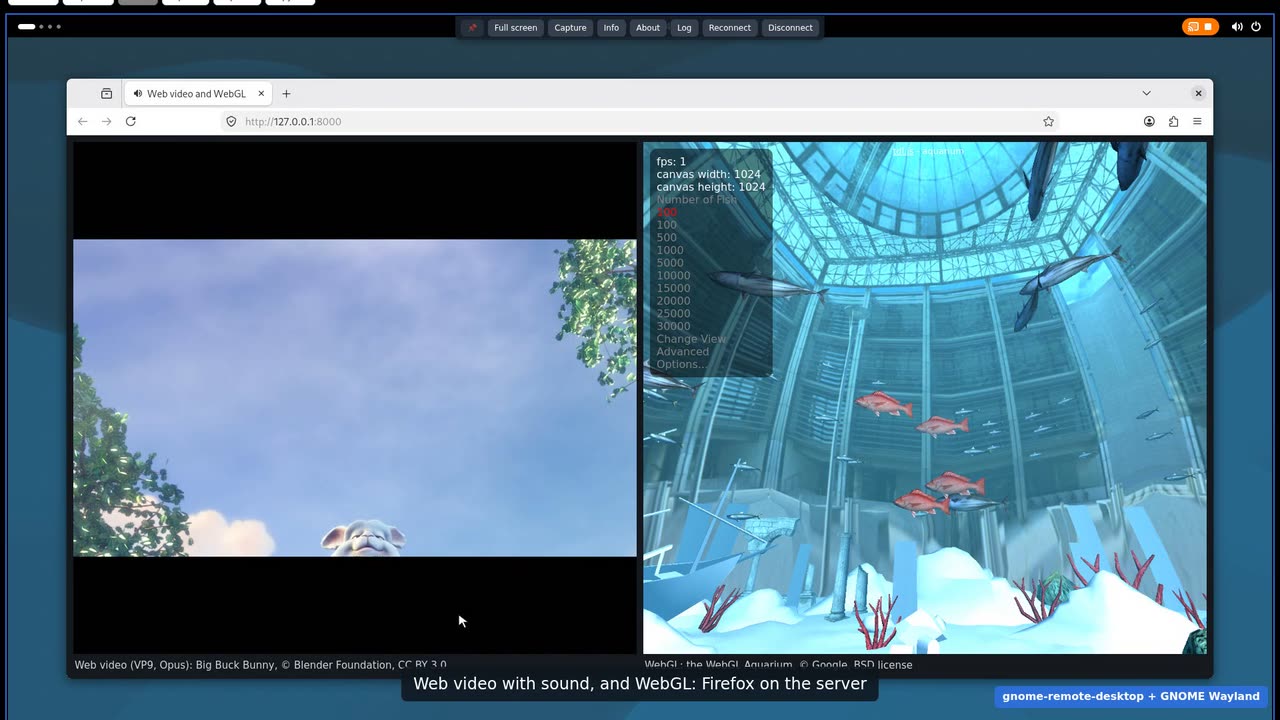 Full screen
Capture
Info
About
Log
Reconnect
Disconnect
Web video and WebGL
http://127.0.0.1:8000
fps: 1
canvas width: 1024
canvas height: 1024
Number of Fish
100
500
1000
5000
10000
15000
20000
25000
30000
Change View
Advanced
Options...
aquarium
Web video (VP9, Opus): Big Buck Bunny, © Blender Foundation, CC BY 3.0
WebGL: the WebGL Aquarium, © Google, BSD license
Web video with sound, and WebGL: Firefox on the server
gnome-remote-desktop + GNOME Wayland